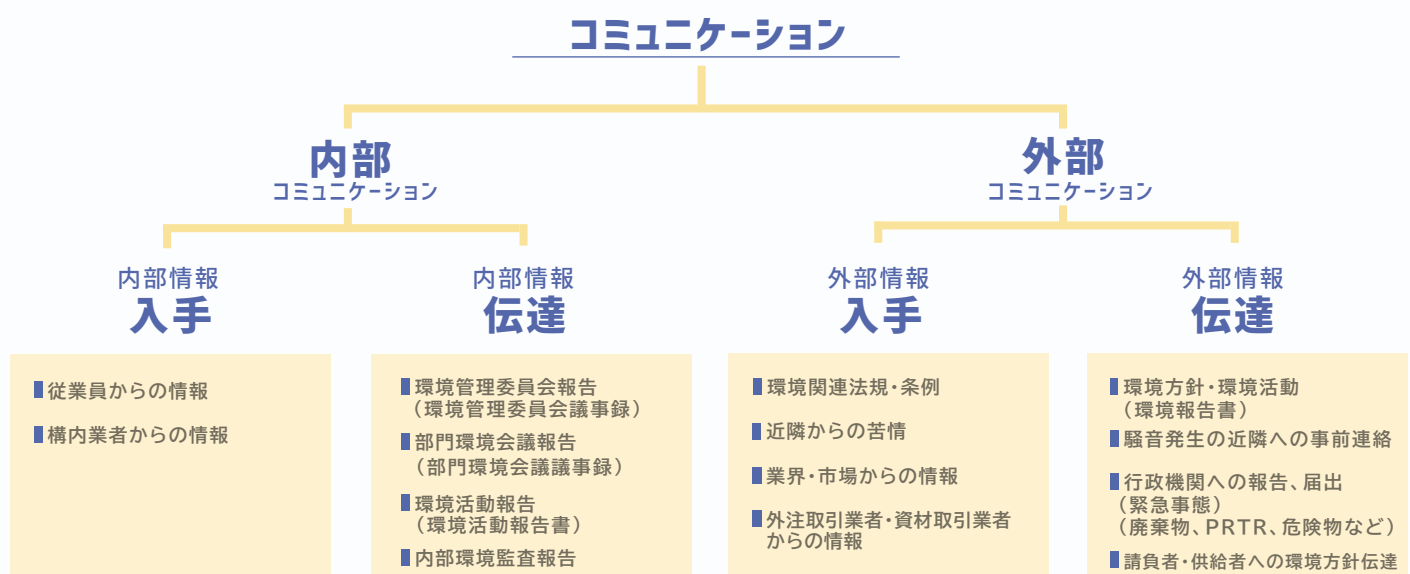 コミュニケーション
内部
コミュニケーション
外部
コミュニケーション
内部情報
入手
内部情報
伝達
外部情報
入手
外部情報
伝達
従業員からの情報
構内業者からの情報
環境管理委員会報告
（環境管理委員会議事録）
部門環境会議報告
（部門環境会議議事録）
環境活動報告
（環境活動報告書）
内部環境監査報告
環境関連法規・条例
近隣からの苦情
業界・市場からの情報
外注取引業者・資材取引業者
からの情報
環境方針・環境活動
（環境報告書）
騒音発生の近隣への事前連絡
行政機関への報告、届出
（緊急事態）
（廃棄物、PRTR、危険物など）
請負者・供給者への環境方針伝達